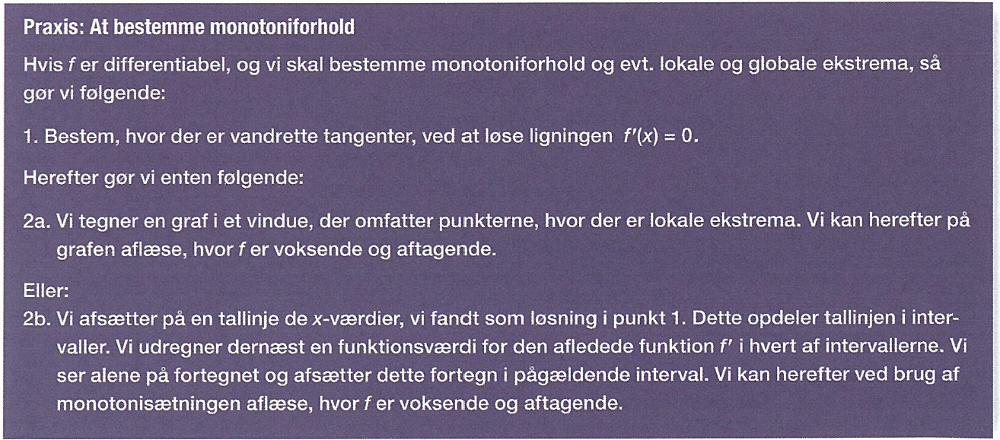 Praxis: At bestemme monotoniforhold
Hvis f er differentiabel, og vi skal bestemme monotoniforhold og evt. lokale og globale ekstrema, så
gør vi følgende:
1. Bestem, hvor der er vandrette tangenter, ved at løse ligningen f'(x) = 0.
Herefter gør vi enten følgende:
2a. Vi tegner en graf i et vindue, der omfatter punkterne, hvor der er lokale ekstrema. Vi kan herefter på
grafen aflæse, hvor f er voksende og aftagende.
Eller:
2b. Vi afsætter på en tallinje de x-værdier, vi fandt som løsning i punkt 1. Dette opdeler tallinjen i inter-
valler. Vi udregner dernæst en funktionsværdi for den afledede funktion f' i hvert af intervallerne. Vi
ser alene på fortegnet og afsætter dette fortegn i pågældende interval. Vi kan herefter ved brug af
monotonisætningen aflæse, hvor f er voksende og aftagende.